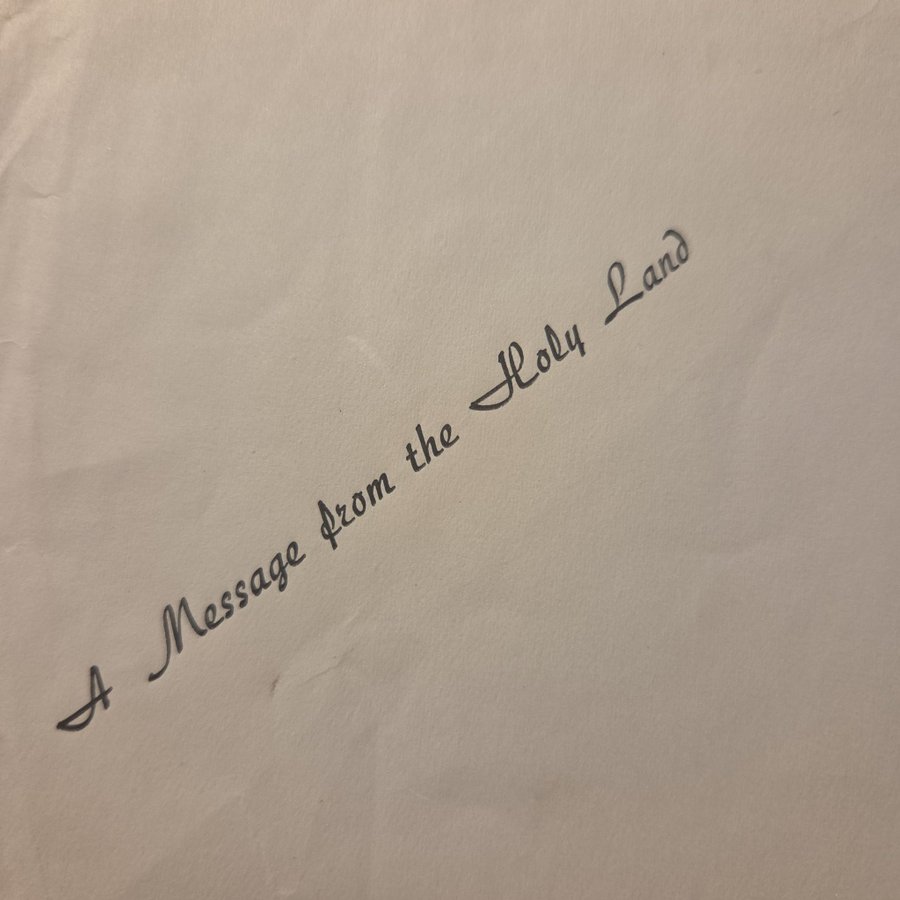 A Message from the Holy Land